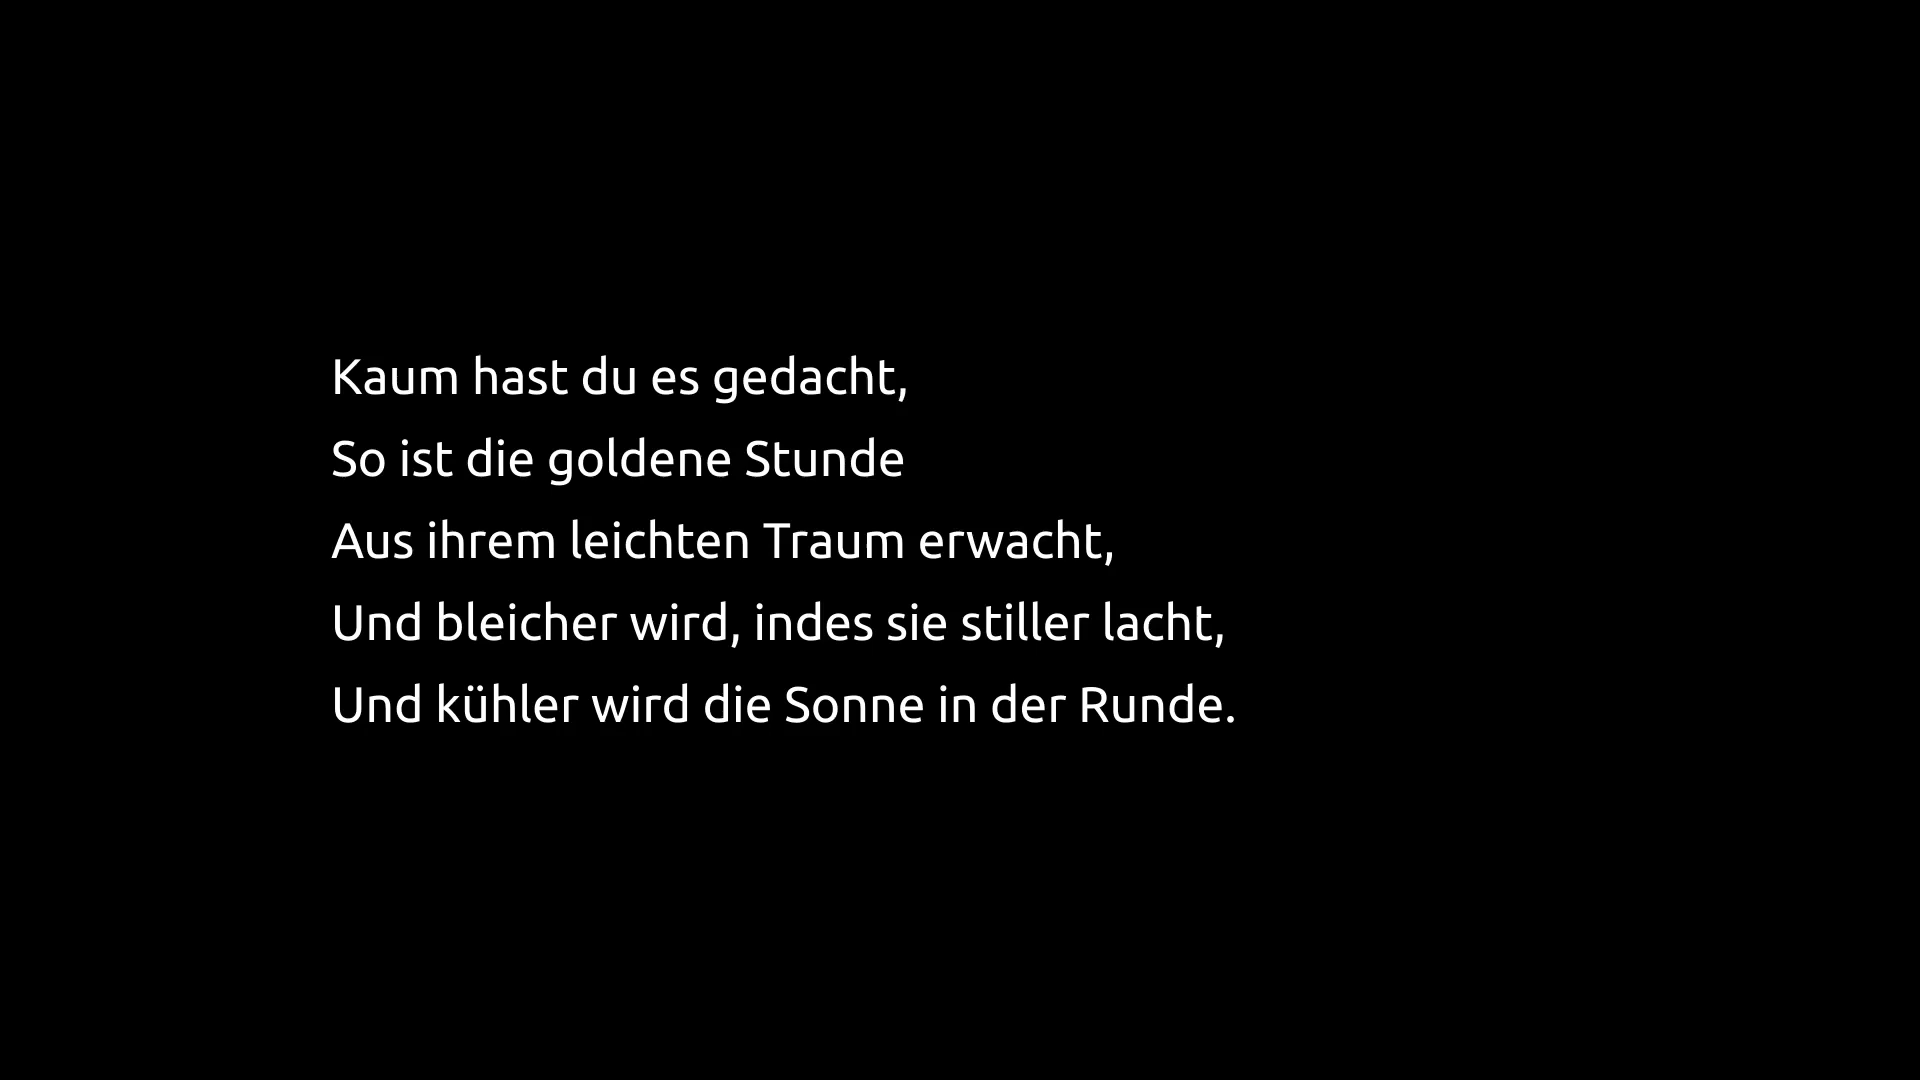 Kaum hast du es gedacht,
So ist die goldene Stunde
Aus ihrem leichten Traum erwacht,
Und bleicher wird, indes sie stiller lacht,
Und kühler wird die Sonne in der Runde.